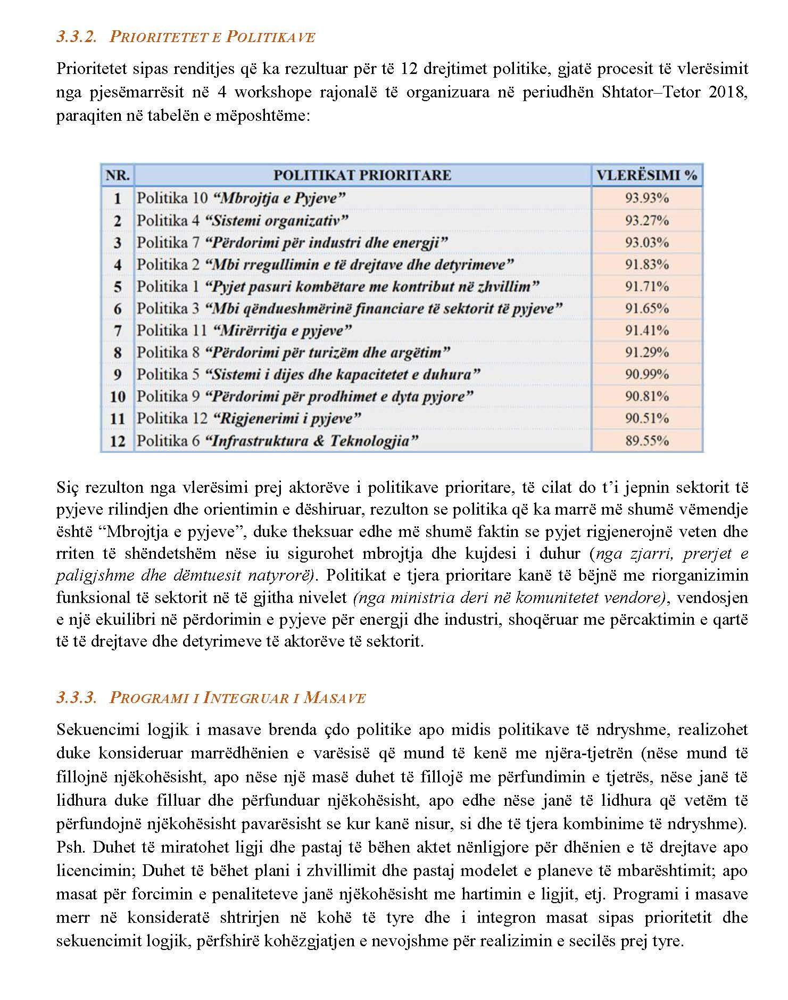 3.3.2. PRIORITETET E POLITIKAVE
Prioritetet sipas renditjes që ka rezultuar për të 12 drejtimet politike, gjatë procesit të vlerësimit
nga pjesëmarrësit në 4 workshope rajonalë të organizuara në periudhën Shtator–Tetor 2018,
paraqiten në tabelën e mëposhtëme:
NR. POLITIKAT PRIORITARE VLERËSIMI %
1 Politika 10 “Mbrojtja e Pyjeve” 93.93%
2 Politika 4 “Sistemi organizativ” 93.27%
3 Politika 7 “Përdorimi për industri dhe energji” 93.03%
4 Politika 2 “Mbi rregullimin e të drejtave dhe detyrimeve” 91.83%
5 Politika 1 “Pyjet pasuri kombëtare me kontribut në zhvillim” 91.71%
6 Politika 3 “Mbi qëndueshmërinë financiare të sektorit të pyjeve” 91.65%
7 Politika 11 “Mirërritja e pyjeve” 91.41%
8 Politika 8 “Përdorimi për turizëm dhe argëtim” 91.29%
9 Politika 5 “Sistemi i dijes dhe kapacitetet e duhura” 90.99%
10 Politika 9 “Përdorimi për prodhimet e dyta pyjore” 90.81%
11 Politika 12 “Rigjenerimi i pyjeve” 90.51%
12 Politika 6 “Infrastruktura & Teknologjia” 89.55%
Siç rezulton nga vlerësimi prej aktorëve i politikave prioritare, të cilat do t’i jepnin sektorit të
pyjeve rilindjen dhe orientimin e dëshiruar, rezulton se politika që ka marrë më shumë vëmendje
është “Mbrojtja e pyjeve”, duke theksuar edhe më shumë faktin se pyjet rigjenerojnë veten dhe
rriten të shëndetshëm nëse iu sigurohet mbrojtja dhe kujdesi i duhur (nga zjarri, prerjet e
paligjshme dhe dëmtuesit natyrorë). Politikat e tjera prioritare kanë të bëjnë me riorganizimin
funksional të sektorit në të gjitha nivelet (nga ministria deri në komunitetet vendore), vendosjen
e një ekuilibri në përdorimin e pyjeve për energji dhe industri, shoqëruar me përcaktimin e qartë
të të drejtave dhe detyrimeve të aktorëve të sektorit.
3.3.3. PROGRAMI I INTEGRUAR I MASAVE
Sekuencimi logjik i masave brenda çdo politike apo midis politikave të ndryshme, realizohet
duke konsideruar marrëdhënien e varësisë që mund të kenë me njëra-tjetrën (nëse mund të
fillojnë njëkohësisht, apo nëse një masë duhet të fillojë me përfundimin e tjetrës, nëse janë të
lidhura duke filluar dhe përfunduar njëkohësisht, apo edhe nëse janë të lidhura që vetëm të
përfundojnë njëkohësisht pavarësisht se kur kanë nisur, si dhe të tjera kombinime të ndryshme).
Psh. Duhet të miratohet ligji dhe pastaj të bëhen aktet nënligjore për dhënien e të drejtave apo
licencimin; Duhet të bëhet plani i zhvillimit dhe pastaj modelet e planeve të mbarështimit; apo
masat për forcimin e penaliteteve janë njëkohësisht me hartimin e ligjit, etj. Programi i masave
merr në konsideratë shtrirjen në kohë të tyre dhe i integron masat sipas prioritetit dhe
sekuencimit logjik, përfshirë kohëzgjatjen e nevojshme për realizimin e secilës prej tyre.